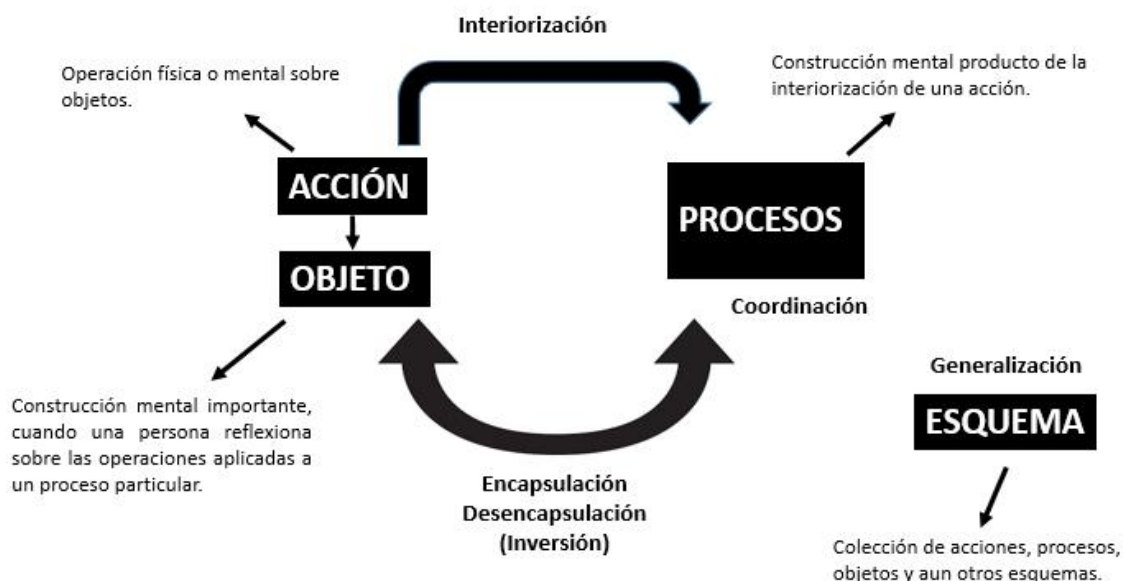 Interiorización
Operación física o mental sobre
objetos.
Construcción mental producto de la
interiorización de una acción.
ACCIÓN
PROCESOS
OBJETO
Coordinación
Construcción mental importante,
cuando una persona reflexiona
sobre las operaciones aplicadas a
un proceso particular.
Encapsulación
Desencapsulación
(Inversión)
Generalización
ESQUEMA
Colección de acciones, procesos,
objetos y aun otros esquemas.